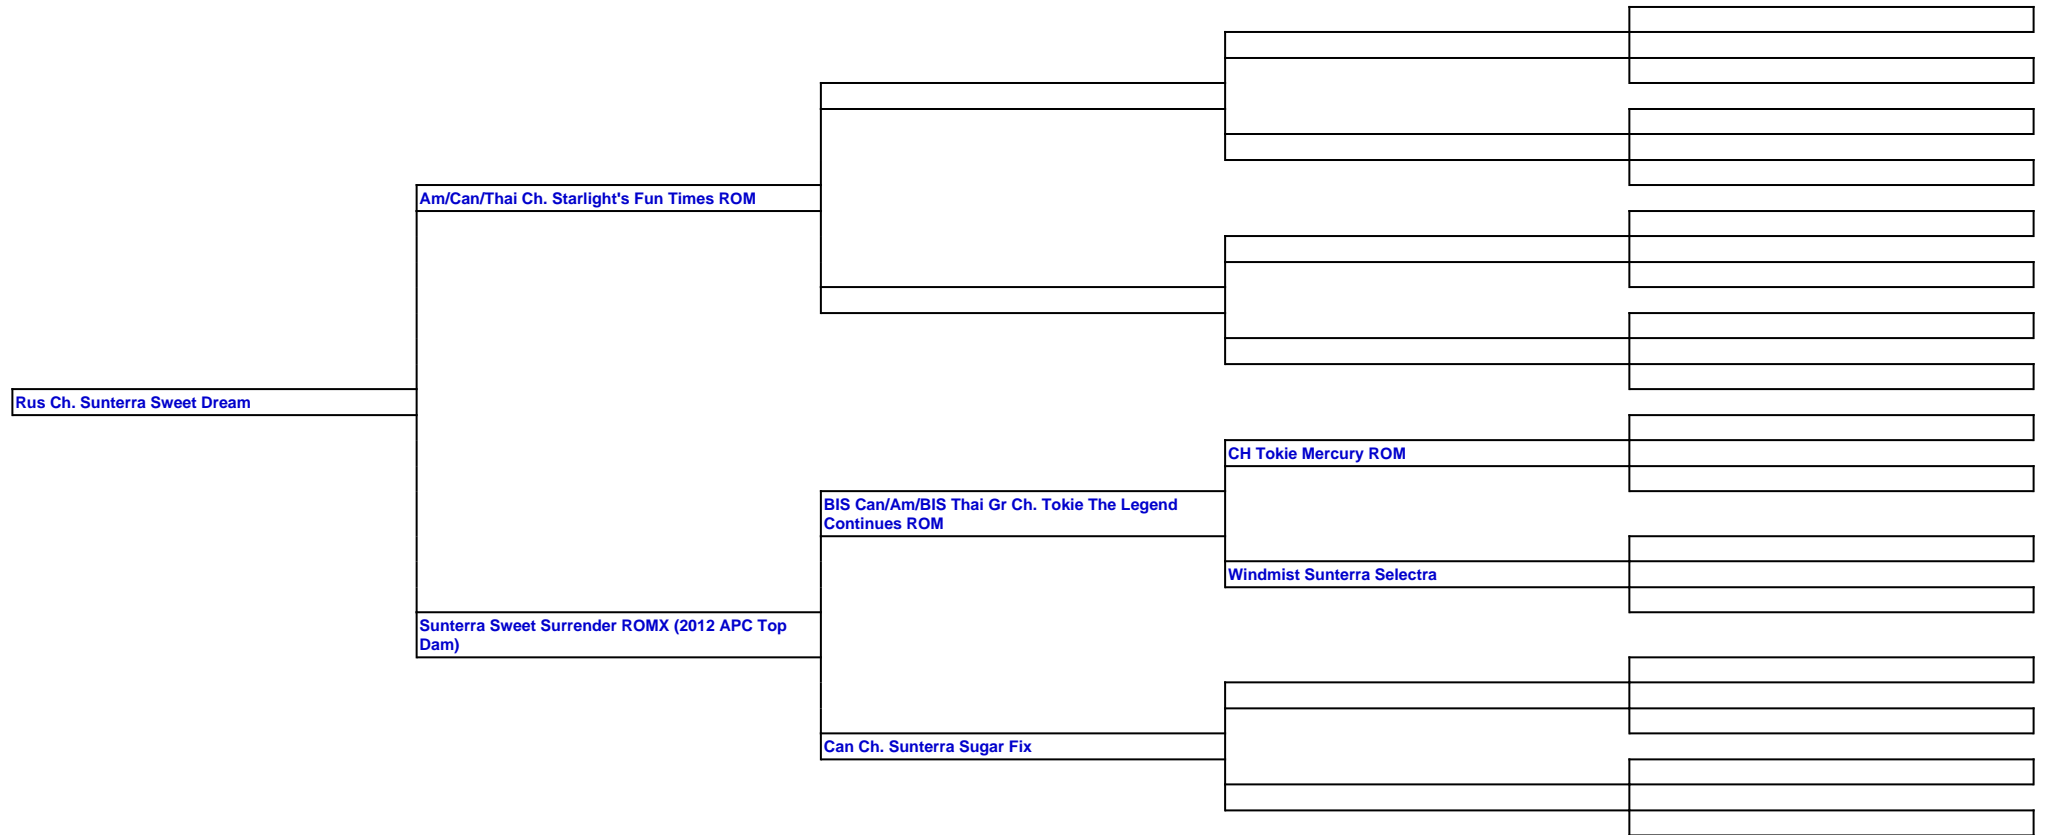 Am/Can/Thai Ch. Starlight's Fun Times ROM
Rus Ch. Sunterra Sweet Dream
CH Tokie Mercury ROM
BIS Can/Am/BIS Thai Gr Ch. Tokie The Legend
Continues ROM
Windmist Sunterra Selectra
Sunterra Sweet Surrender ROMX (2012 APC Top
Dam)
Can Ch. Sunterra Sugar Fix